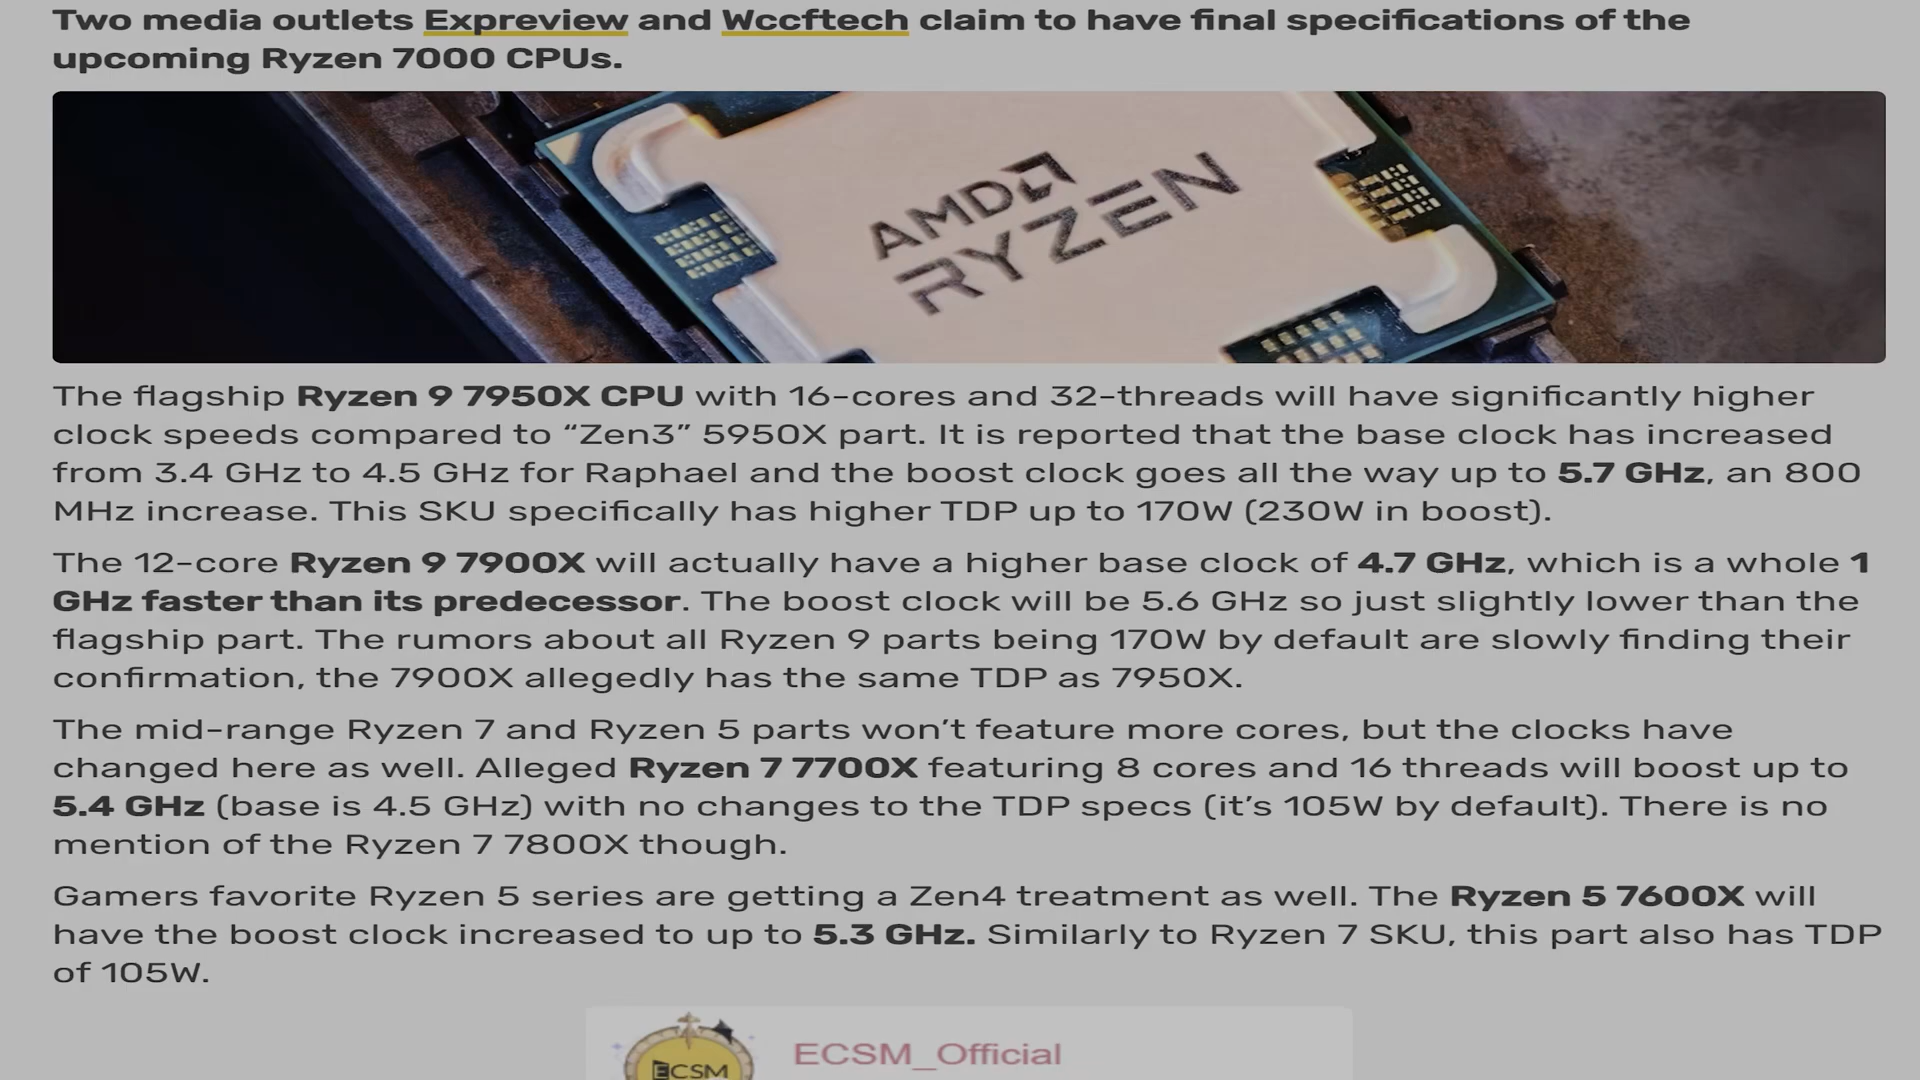 Two media outlets Expreview and Wccftech claim to have final specifications of the
upcoming Ryzen 7000 CPUs.
AMD
RYZEN
The flagship Ryzen 9 7950X CPU with 16-cores and 32-threads will have significantly higher
clock speeds compared to “Zen3” 5950X part. It is reported that the base clock has increased
from 3.4 GHz to 4.5 GHz for Raphael and the boost clock goes all the way up to 5.7 GHz, an 800
MHz increase. This SKU specifically has higher TDP up to 170W (230W in boost).
The 12-core Ryzen 9 7900X will actually have a higher base clock of 4.7 GHz, which is a whole 1
GHz faster than its predecessor. The boost clock will be 5.6 GHz so just slightly lower than the
flagship part. The rumors about all Ryzen 9 parts being 170W by default are slowly finding their
confirmation, the 7900X allegedly has the same TDP as 7950X.
The mid-range Ryzen 7 and Ryzen 5 parts won’t feature more cores, but the clocks have
changed here as well. Alleged Ryzen 7 7700X featuring 8 cores and 16 threads will boost up to
5.4 GHz (base is 4.5 GHz) with no changes to the TDP specs (it’s 105W by default). There is no
mention of the Ryzen 7 7800X though.
Gamers favorite Ryzen 5 series are getting a Zen4 treatment as well. The Ryzen 5 7600X will
have the boost clock increased to up to 5.3 GHz. Similarly to Ryzen 7 SKU, this part also has TDP
of 105W.
ECSM_Official
ECSM